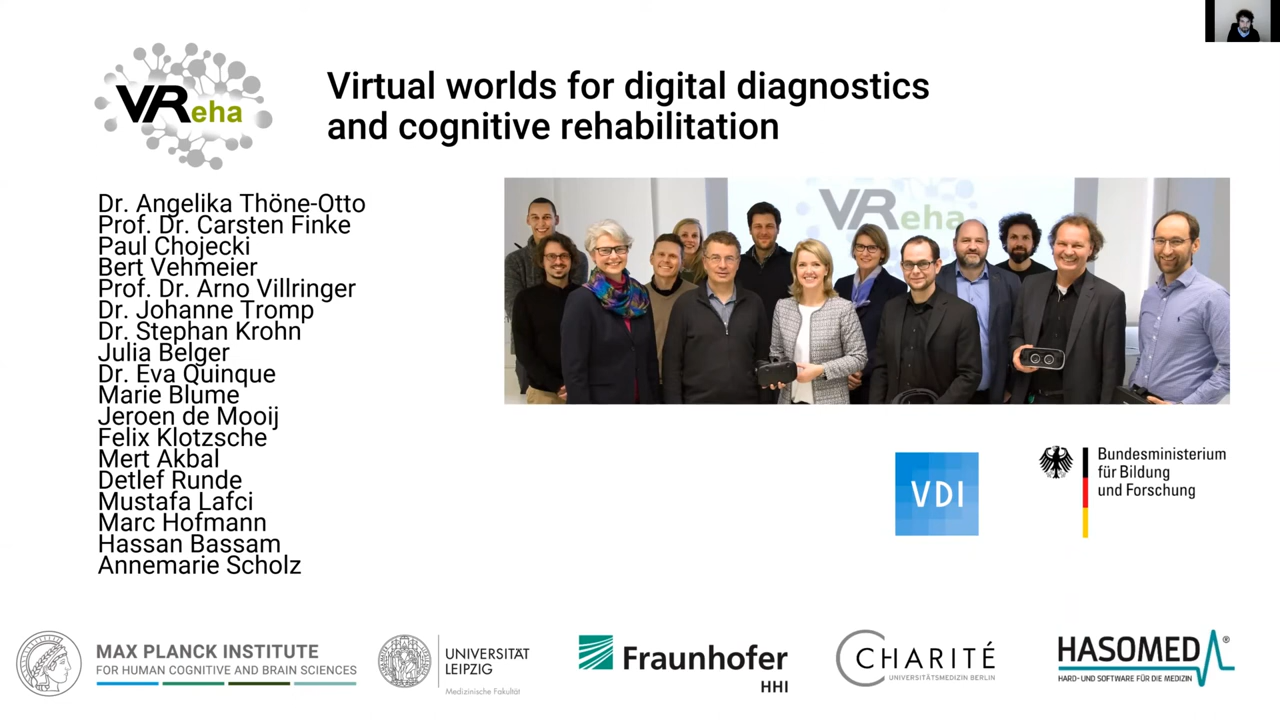 VReha
Virtual worlds for digital diagnostics
and cognitive rehabilitation
Dr. Angelika Thöne-Otto
Prof. Dr. Carsten Finke
Paul Chojecki
Bert Vehmeier
Prof. Dr. Arno Villringer
Dr. Johanne Tromp
Dr. Stephan Krohn
Julia Belger
Dr. Eva Quinque
Marie Blume
Jeroen de Mooij
Felix Klotzsche
Mert Akbal
Detlef Runde
Mustafa Lafci
Marc Hofmann
Hassan Bassam
Annemarie Scholz
VReha
VDI
Bundesministerium
für Bildung
und Forschung
MAX PLANCK INSTITUTE
FOR HUMAN COGNITIVE AND BRAIN SCIENCES
UNIVERSITÄT
LEIPZIG
Medizinische Fakultät
Fraunhofer
HHI
CHARITÉ
UNIVERSITÄTSMEDIZIN BERLIN
HASOMED®
HARD- UND SOFTWARE FÜR DIE MEDIZIN